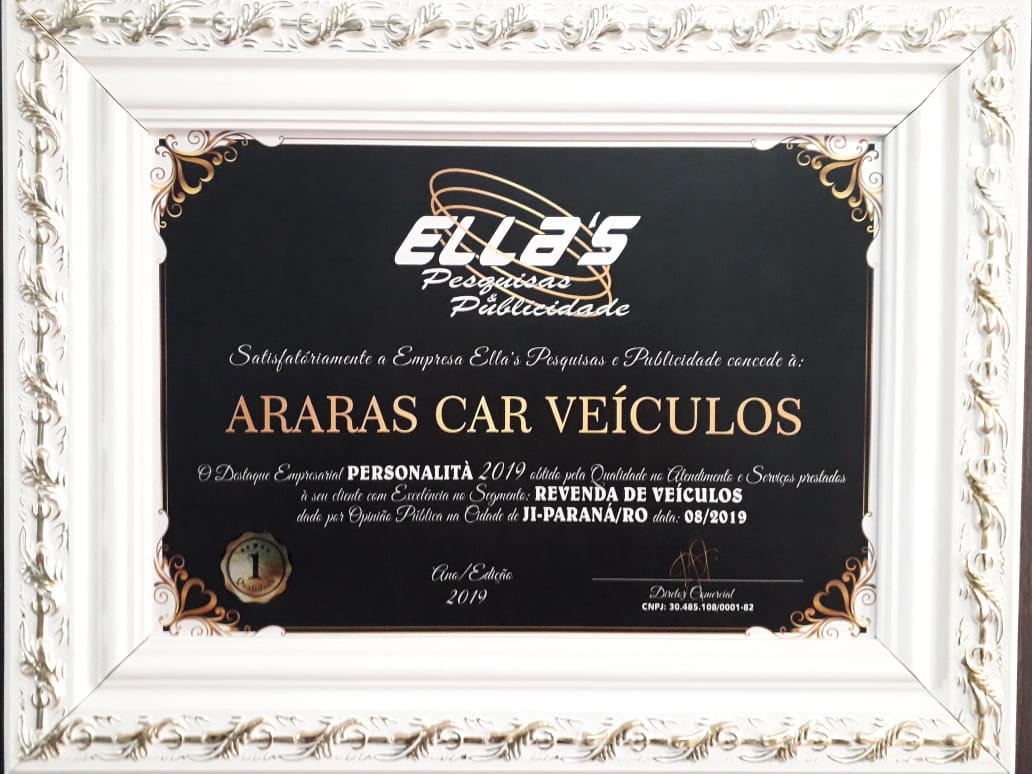 ELLA'S
Pesquisas
&
Publicidade
Satisfatóriamente a Empresa Ella's Pesquisas e Publicidade concede à:
ARARAS CAR VEÍCULOS
O Destaque Empresarial PERSONALITÀ 2019 obtido pela Qualidade no Atendimento e Serviços prestados
à seu cliente com Excelência no Segmento: REVENDA DE VEÍCULOS
dado por Opinião Pública na Cidade de JI-PARANÁ/RO data: 08/2019
1
Qualidade
Ano/Edição
2019
Diretor Comercial
CNPJ: 30.485.108/0001-82